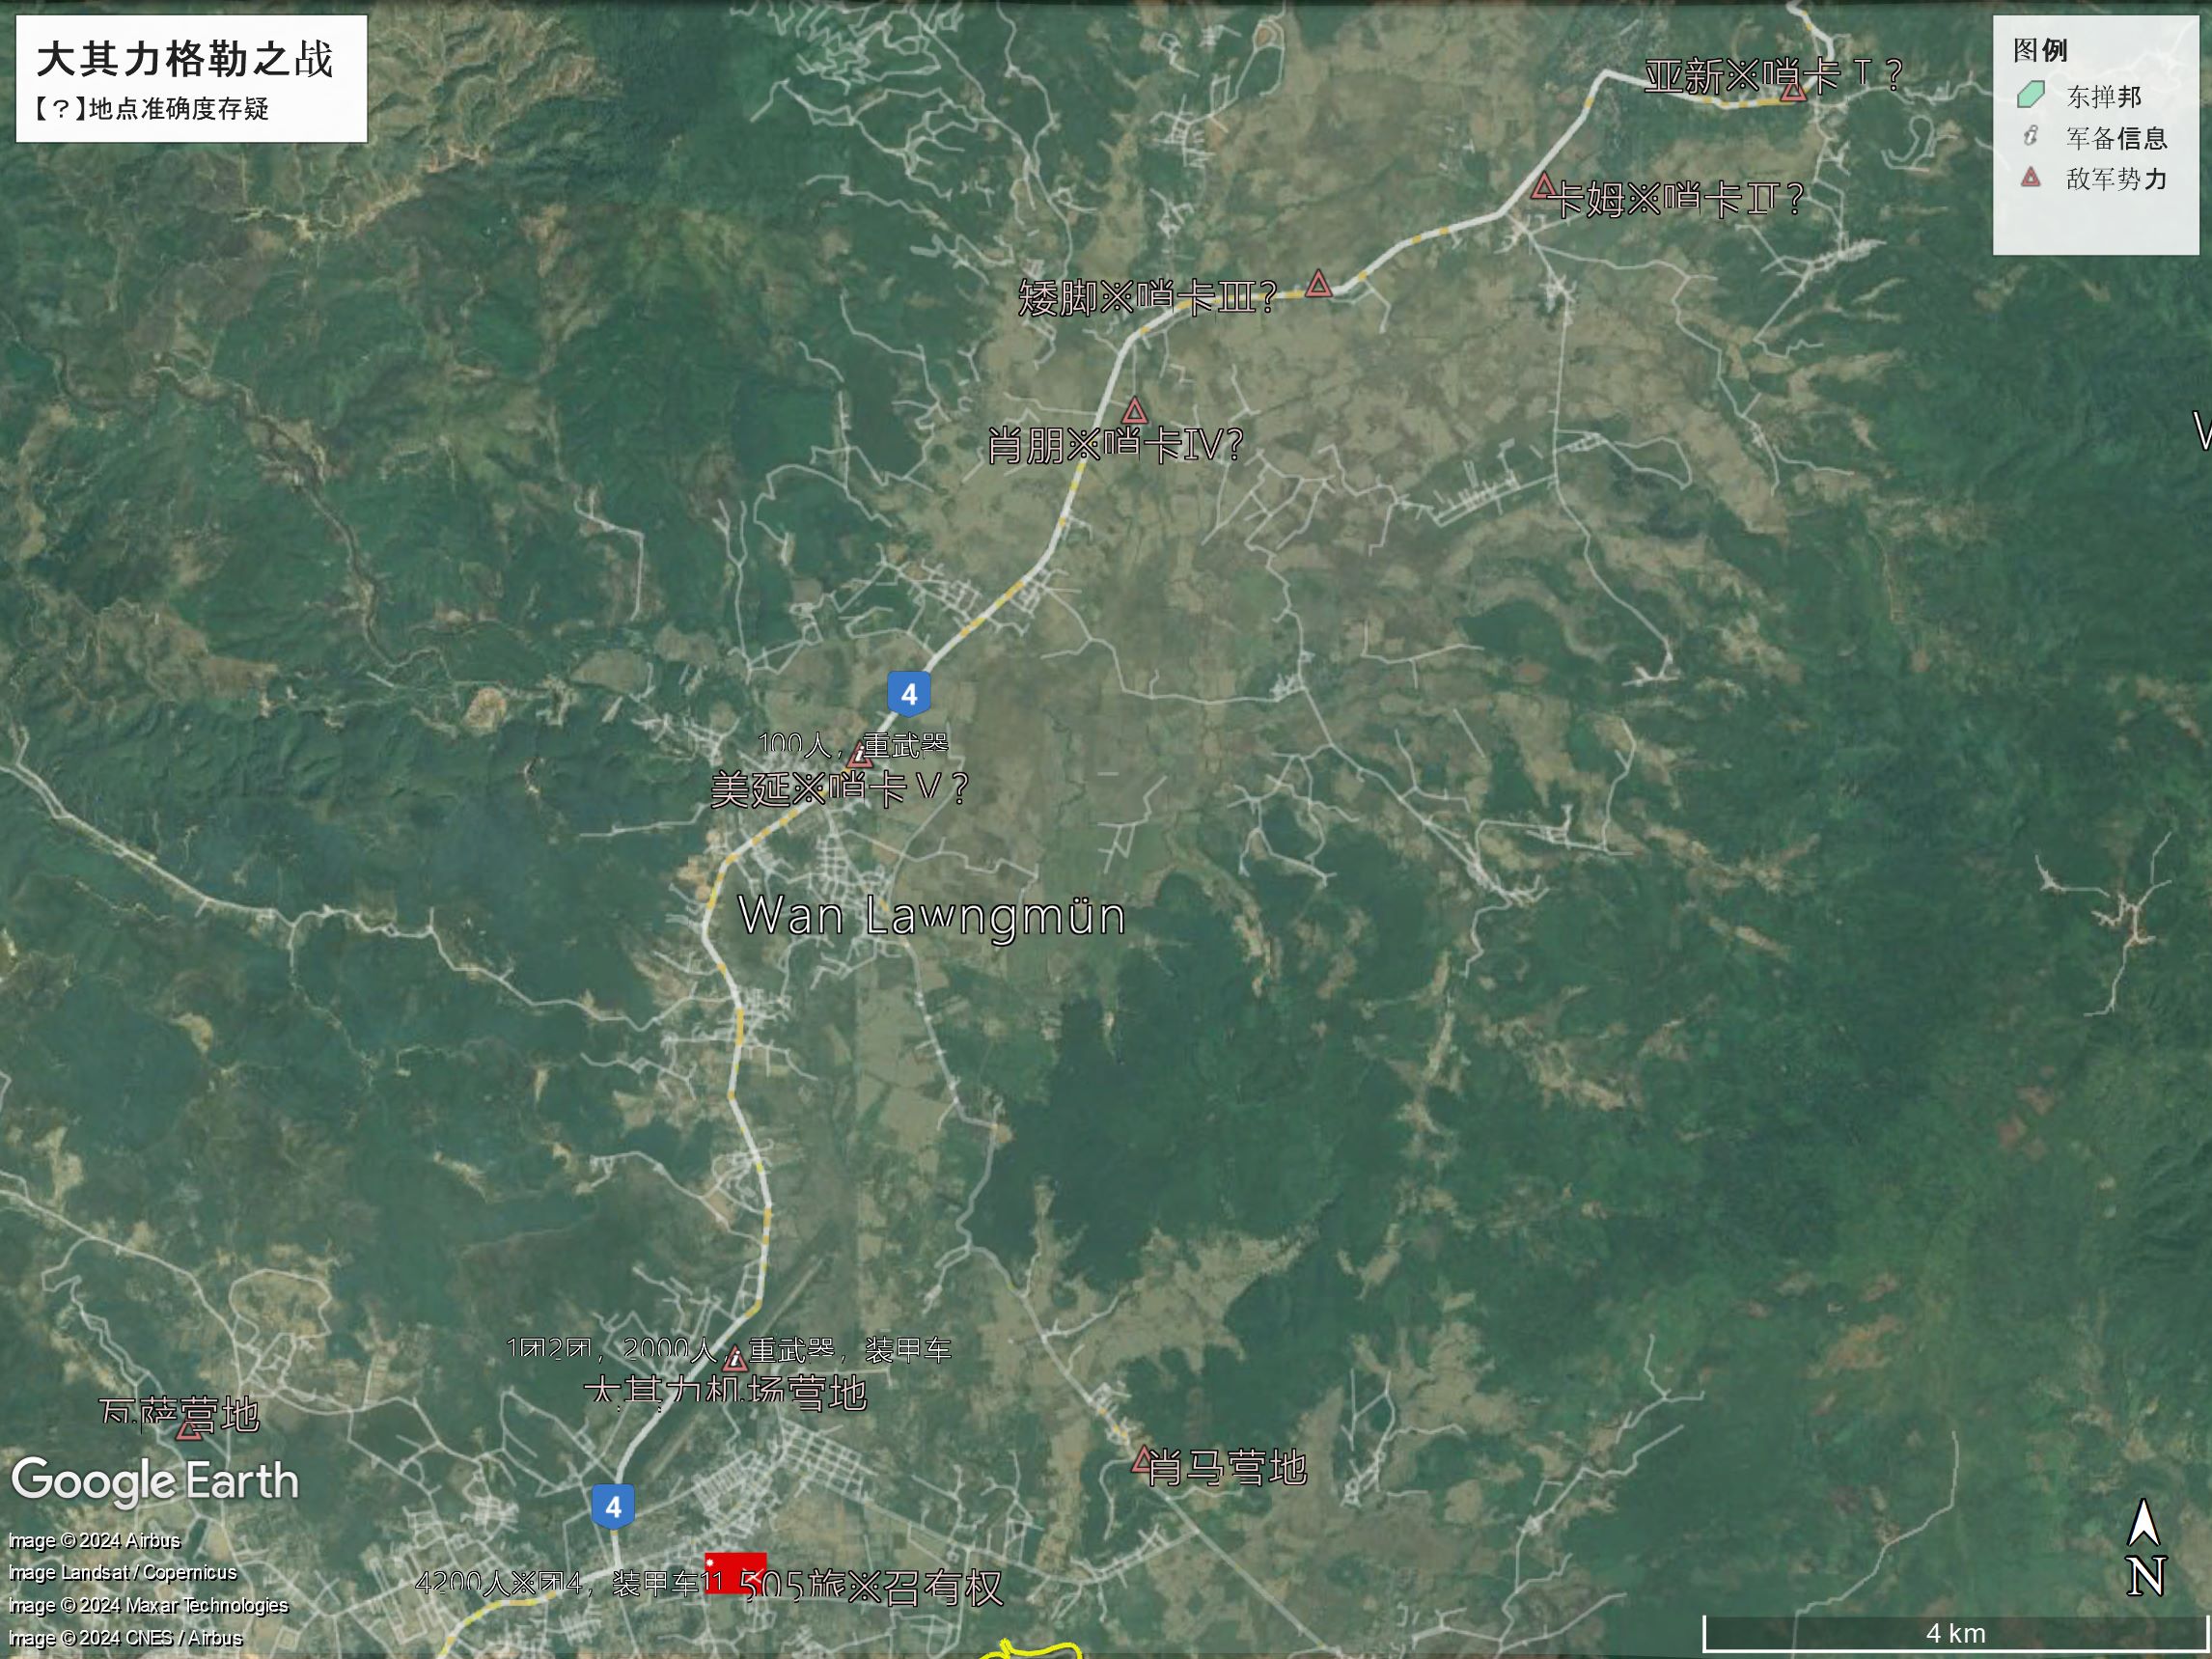 大其力格勒之战
【？】地点准确度存疑
图例
东掸邦
军备信息
敌军势力
亚新※哨卡Ⅰ？
卡姆※哨卡II?
矮脚※哨卡III?
肖朋※哨卡IV?
4
100人，重武器
美延※哨卡Ⅴ？
Wan Lawngmün
1团2团，2000人，重武器，装甲车
大其力机场营地
瓦萨营地
肖马营地
4
4200人※团4，装甲车11
505旅※召有权
Google Earth
Image © 2024 Airbus
Image Landsat / Copernicus
Image © 2024 Maxar Technologies
Image © 2024 CNES / Airbus
N
4 km